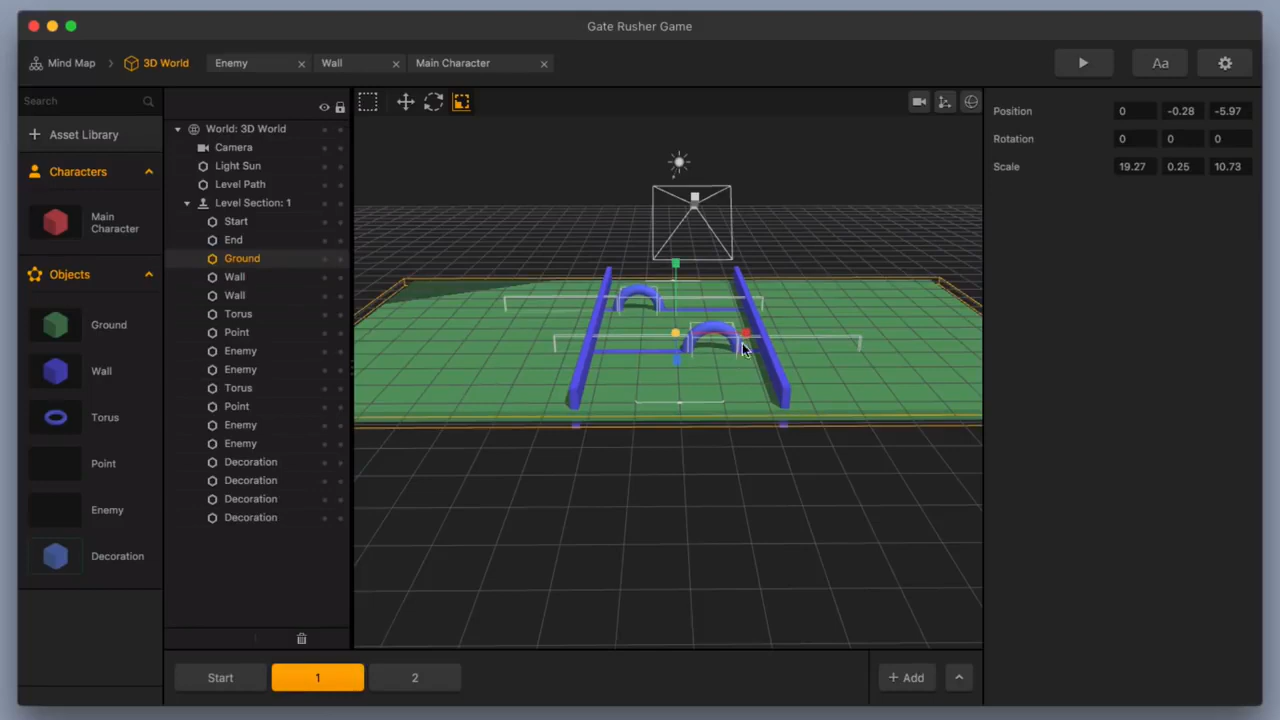 Gate Rusher Game
Mind Map 3D World Enemy Wall Main Character Aa
Search
Asset Library
Characters
Main
Character
Objects
Ground
Wall
Torus
Point
Enemy
Decoration
World: 3D World
Camera
Light Sun
Level Path
Level Section: 1
Start
End
Ground
Wall
Wall
Torus
Point
Enemy
Enemy
Torus
Point
Enemy
Enemy
Decoration
Decoration
Decoration
Decoration
Position 0 -0.28 -5.97
Rotation 0 0 0
Scale 19.27 0.25 10.73
Start 1 2 + Add